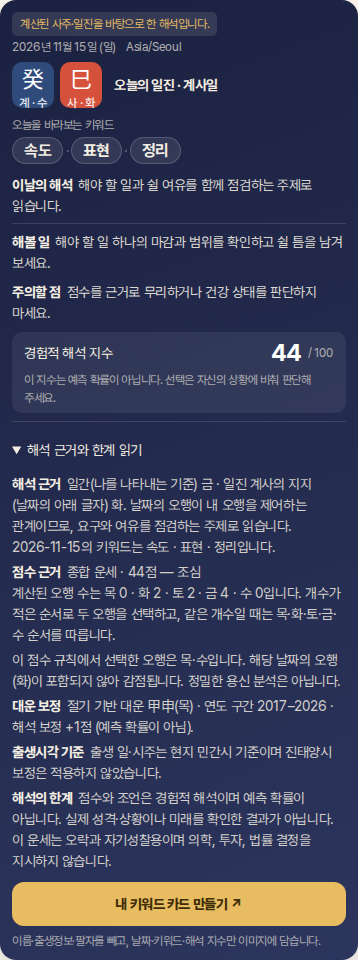 계산된 사주·일진을 바탕으로 한 해석입니다.
2026년 11월 15일 (일) Asia/Seoul
癸 巳 오늘의 일진 · 계사일
계 · 수 사 · 화
오늘을 바라보는 키워드
속도 · 표현 · 정리
이날의 해석 해야 할 일과 쉴 여유를 함께 점검하는 주제로
읽습니다.
해볼 일 해야 할 일 하나의 마감과 범위를 확인하고 쉴 틈을 남겨
보세요.
주의할 점 점수를 근거로 무리하거나 건강 상태를 판단하지
마세요.
경험적 해석 지수 44 / 100
이 지수는 예측 확률이 아닙니다. 선택은 자신의 상황에 비춰 판단해
주세요.
▼ 해석 근거와 한계 읽기
해석 근거 일간(나를 나타내는 기준) 금 · 일진 계사의 지지
(날짜의 아래 글자) 화. 날짜의 오행이 내 오행을 제어하는
관계이므로, 요구와 여유를 점검하는 주제로 읽습니다.
2026-11-15의 키워드는 속도 · 표현 · 정리입니다.
점수 근거 종합 운세 · 44점 — 조심
계산된 오행 수는 목 0 · 화 2 · 토 2 · 금 4 · 수 0입니다. 개수가
적은 순서로 두 오행을 선택하고, 같은 개수일 때는 목·화·토·금·
수 순서를 따릅니다.
이 점수 규칙에서 선택한 오행은 목·수입니다. 해당 날짜의 오행
(화)이 포함되지 않아 감점됩니다. 정밀한 용신 분석은 아닙니다.
대운 보정 절기 기반 대운 甲申(목) · 연도 구간 2017–2026 ·
해석 보정 +1점 (예측 확률이 아님).
출생시각 기준 출생 일·시주는 현지 민간시 기준이며 진태양시
보정은 적용하지 않았습니다.
해석의 한계 점수와 조언은 경험적 해석이며 예측 확률이
아닙니다. 실제 성격·상황이나 미래를 확인한 결과가 아닙니다.
이 운세는 오락과 자기성찰용이며 의학, 투자, 법률 결정을
지시하지 않습니다.
내 키워드 카드 만들기 ↗
이름·출생정보·팔자를 빼고, 날짜·키워드·해석 지수만 이미지에 담습니다.